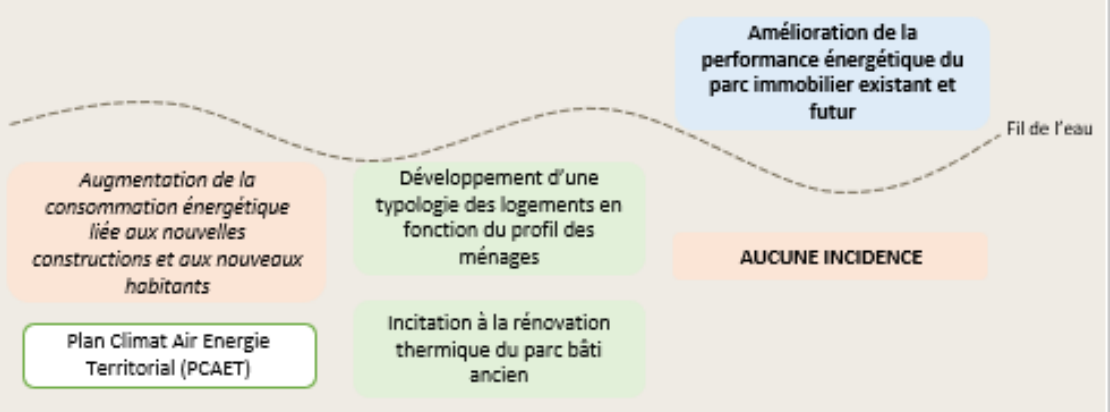 Amélioration de la
performance énergétique du
parc immobilier existant et
futur
Fil de l'eau
Augmentation de la
consommation énergétique
liée aux nouvelles
constructions et aux nouveaux
habitants
Plan Climat Air Energie
Territorial (PCAET)
Développement d'une
typologie des logements en
fonction du profil des
ménages
Incitation à la rénovation
thermique du parc bâti
ancien
AUCUNE INCIDENCE